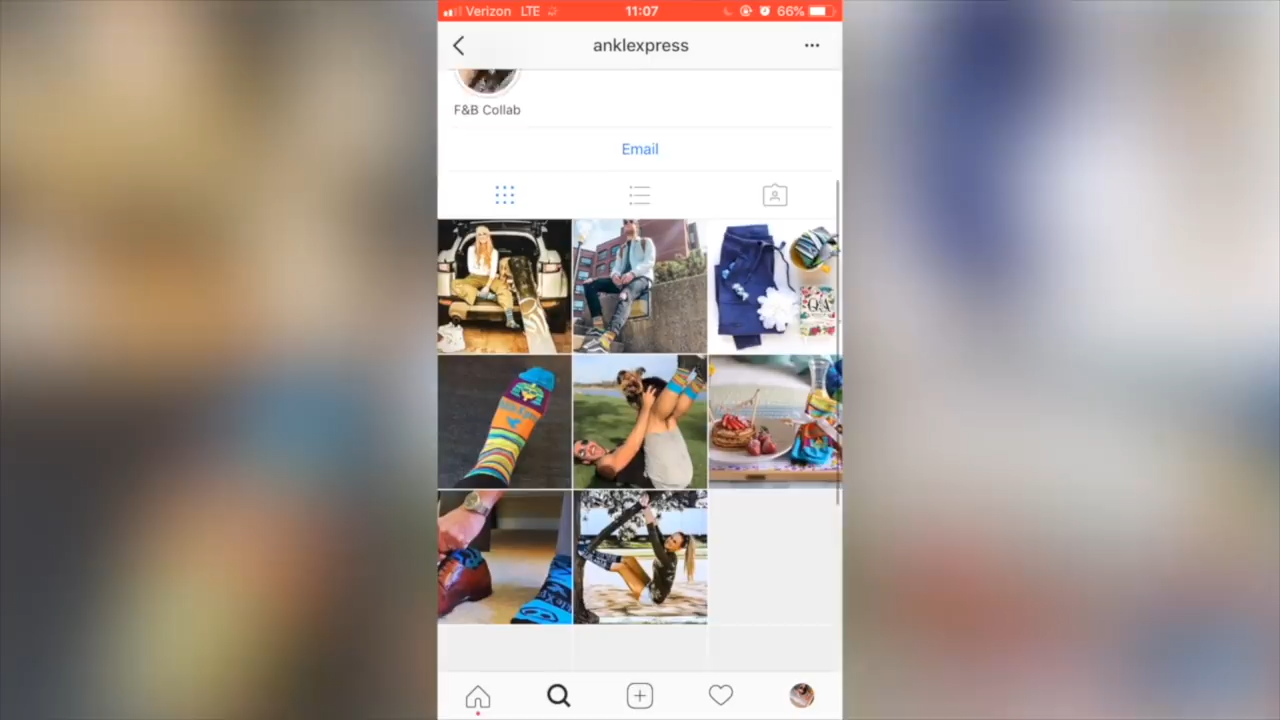 Verizon LTE 11:07 66%
anklexpress
F&B Collab
Email
Q&A